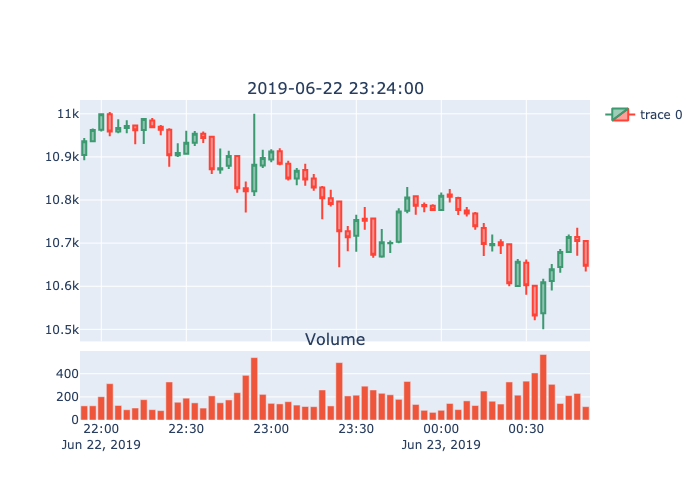 2019-06-22 23:24:00
trace 0
11k
10.9k
10.8k
10.7k
10.6k
10.5k
Volume
400
200
0
22:00 22:30 23:00 23:30 00:00 00:30
Jun 22, 2019 Jun 23, 2019